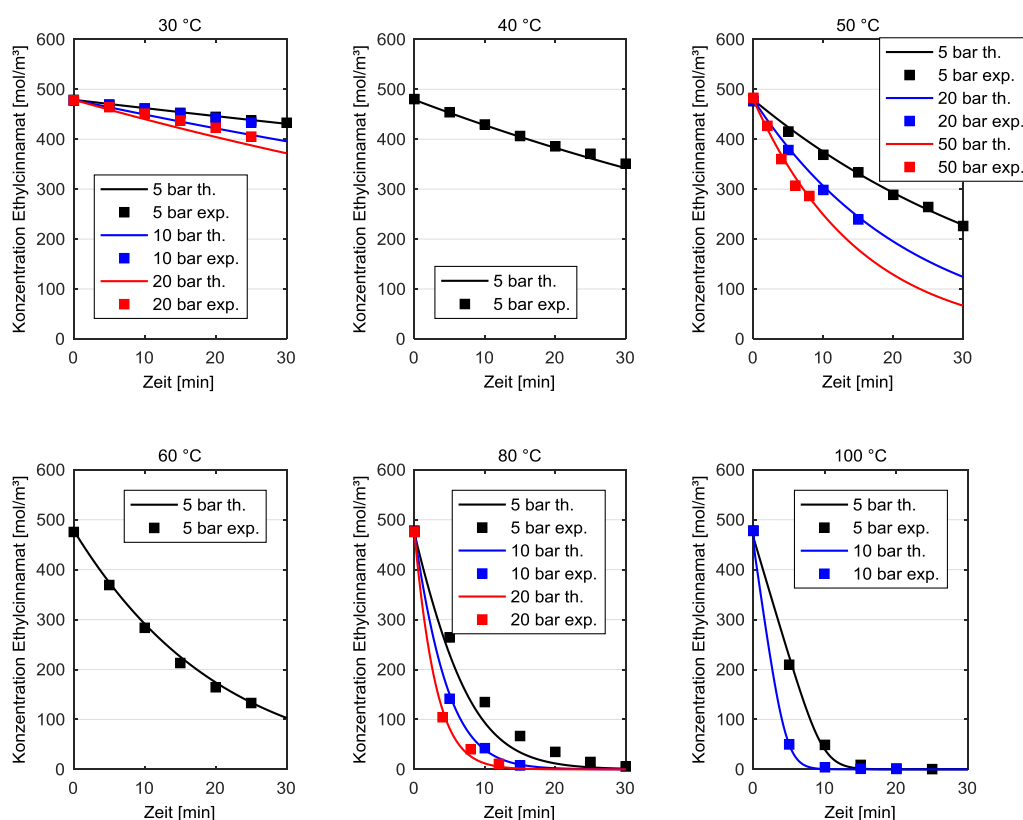 30 °C
Konzentration Ethylcinnamat [mol/m³]
600
500
400
300
200
100
0
5 bar th.
5 bar exp.
10 bar th.
10 bar exp.
20 bar th.
20 bar exp.
0 10 20 30
Zeit [min]
40 °C
Konzentration Ethylcinnamat [mol/m³]
600
500
400
300
200
100
0
5 bar th.
5 bar exp.
0 10 20 30
Zeit [min]
50 °C
Konzentration Ethylcinnamat [mol/m³]
600
500
400
300
200
100
0
5 bar th.
5 bar exp.
20 bar th.
20 bar exp.
50 bar th.
50 bar exp.
0 10 20 30
Zeit [min]
60 °C
Konzentration Ethylcinnamat [mol/m³]
600
500
400
300
200
100
0
5 bar th.
5 bar exp.
0 10 20 30
Zeit [min]
80 °C
Konzentration Ethylcinnamat [mol/m³]
600
500
400
300
200
100
0
5 bar th.
5 bar exp.
10 bar th.
10 bar exp.
20 bar th.
20 bar exp.
0 10 20 30
Zeit [min]
100 °C
Konzentration Ethylcinnamat [mol/m³]
600
500
400
300
200
100
0
5 bar th.
5 bar exp.
10 bar th.
10 bar exp.
0 10 20 30
Zeit [min]